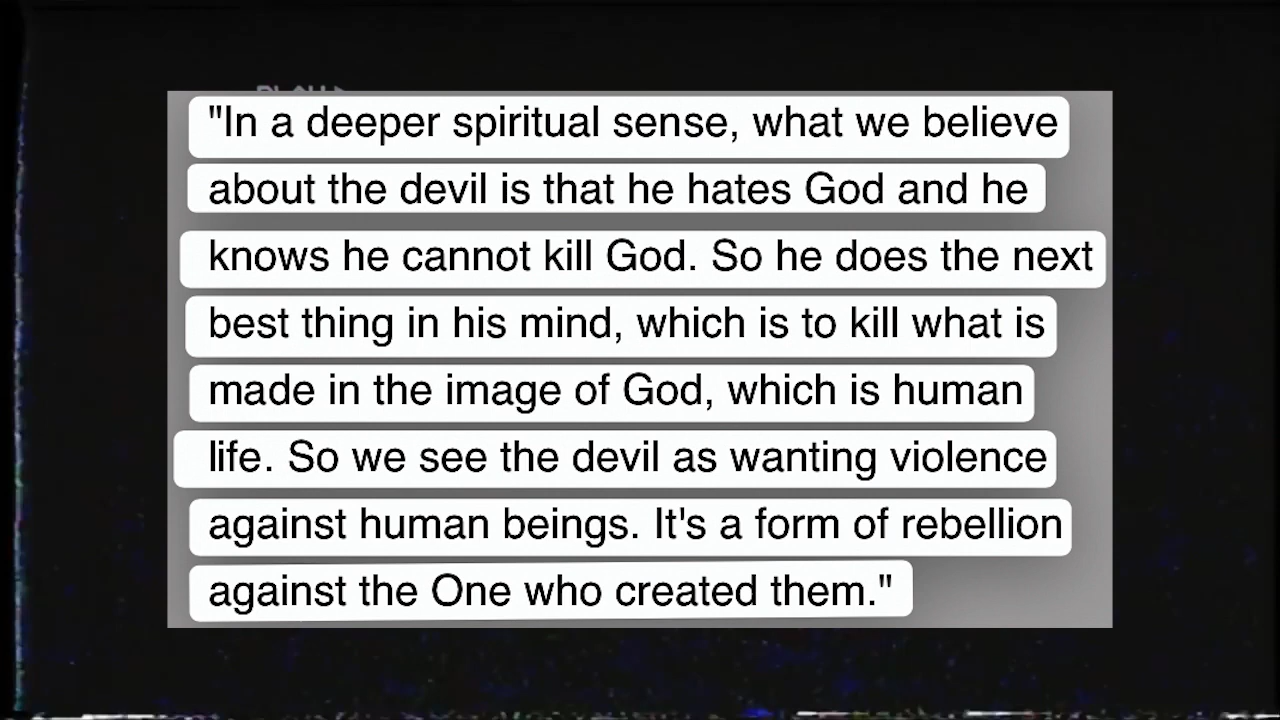 "In a deeper spiritual sense, what we believe
about the devil is that he hates God and he
knows he cannot kill God. So he does the next
best thing in his mind, which is to kill what is
made in the image of God, which is human
life. So we see the devil as wanting violence
against human beings. It's a form of rebellion
against the One who created them."